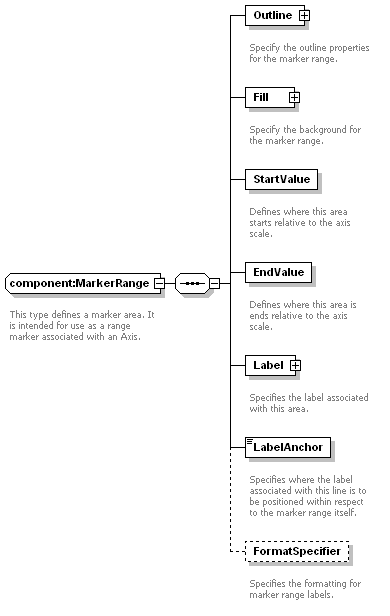 Outline
Specify the outline properties
for the marker range.
Fill
Specify the background for
the marker range.
StartValue
Defines where this area
starts relative to the axis
scale.
component:MarkerRange
This type defines a marker area. It
is intended for use as a range
marker associated with an Axis.
EndValue
Defines where this area is
ends relative to the axis
scale.
Label
Specifies the label associated
with this area.
LabelAnchor
Specifies where the label
associated with this line is to
be positioned within respect
to the marker range itself.
FormatSpecifier
Specifies the formatting for
marker range labels.